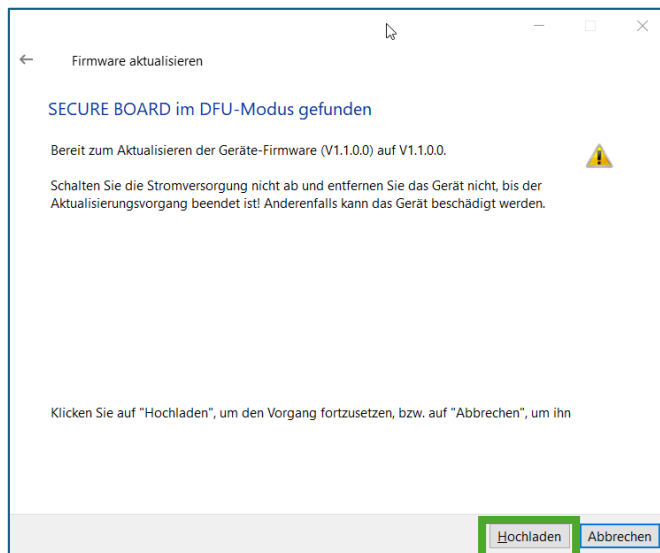 Firmware aktualisieren
SECURE BOARD im DFU-Modus gefunden
Bereit zum Aktualisieren der Geräte-Firmware (V1.1.0.0) auf V1.1.0.0.
Schalten Sie die Stromversorgung nicht ab und entfernen Sie das Gerät nicht, bis der
Aktualisierungsvorgang beendet ist! Anderenfalls kann das Gerät beschädigt werden.
Klicken Sie auf "Hochladen", um den Vorgang fortzusetzen, bzw. auf "Abbrechen", um ihn
Hochladen Abbrechen